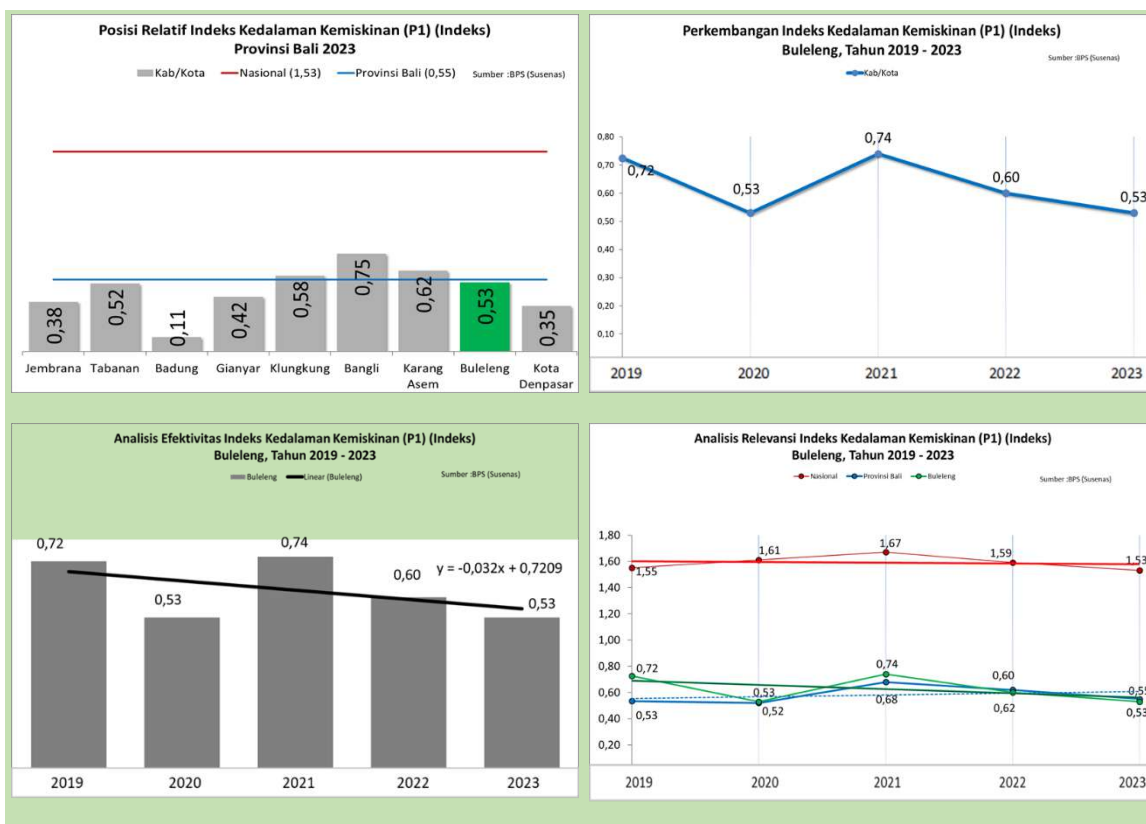 Posisi Relatif Indeks Kedalaman Kemiskinan (P1) (Indeks)
Provinsi Bali 2023
Kab/Kota Nasional (1,53) Provinsi Bali (0,55) Sumber :BPS (Susenas)
0,38 0,52 0,11 0,42 0,58 0,75 0,62 0,53 0,35
Jembrana Tabanan Badung Gianyar Klungkung Bangli Karang Asem Buleleng Kota Denpasar
Perkembangan Indeks Kedalaman Kemiskinan (P1) (Indeks)
Buleleng, Tahun 2019 - 2023
Sumber :BPS (Susenas)
Kab/Kota
0,80
0,70
0,60
0,50
0,40
0,30
0,20
0,10
0,72 0,53 0,74 0,60 0,53
2019 2020 2021 2022 2023
Analisis Efektivitas Indeks Kedalaman Kemiskinan (P1) (Indeks)
Buleleng, Tahun 2019 - 2023
Buleleng Linear (Buleleng) Sumber :BPS (Susenas)
0,72 0,53 0,74 0,60 0,53
y = -0,032x + 0,7209
2019 2020 2021 2022 2023
Analisis Relevansi Indeks Kedalaman Kemiskinan (P1) (Indeks)
Buleleng, Tahun 2019 - 2023
Nasional Provinsi Bali Buleleng
Sumber :BPS (Susenas)
1,80
1,60
1,40
1,20
1,00
0,80
0,60
0,40
0,20
1,55 1,61 1,67 1,59 1,53
0,72 0,53 0,74 0,60 0,55
0,53 0,52 0,68 0,62 0,53
2019 2020 2021 2022 2023